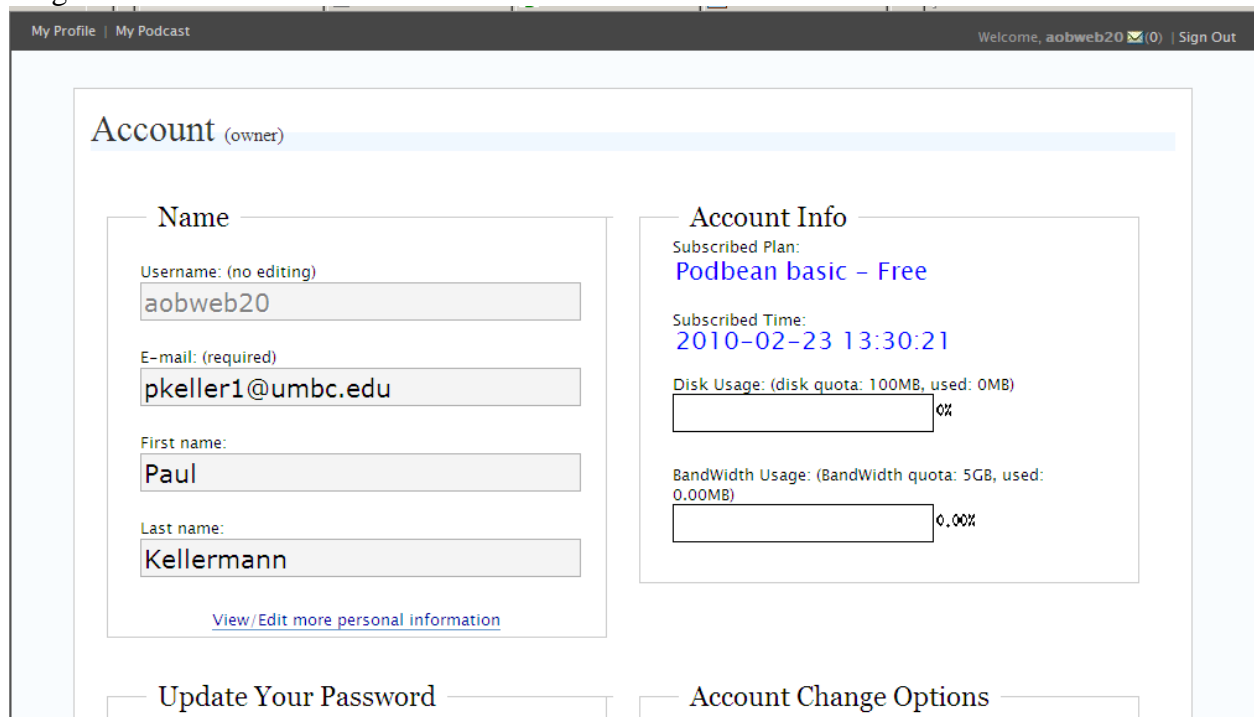 My Profile | My Podcast
Welcome, aobweb20 (0) | Sign Out
Account (owner)
Name
Username: (no editing)
aobweb20
E-mail: (required)
pkeller1@umbc.edu
First name:
Paul
Last name:
Kellermann
View/Edit more personal information
Account Info
Subscribed Plan:
Podbean basic – Free
Subscribed Time:
2010-02-23 13:30:21
Disk Usage: (disk quota: 100MB, used: 0MB)
0%
BandWidth Usage: (BandWidth quota: 5GB, used:
0.00MB)
0.00%
Update Your Password
Account Change Options